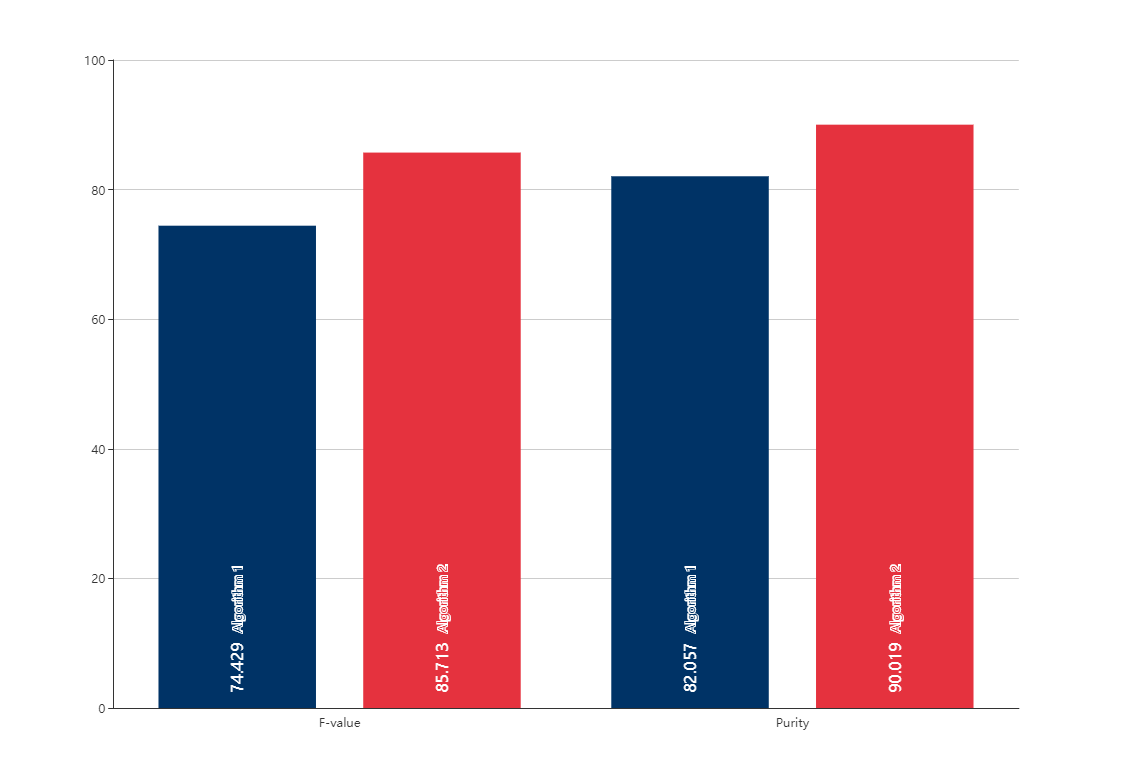 100
80
60
40
20
0
74.429 Algorithm 1
85.713 Algorithm 2
82.057 Algorithm 1
90.019 Algorithm 2
F-value
Purity